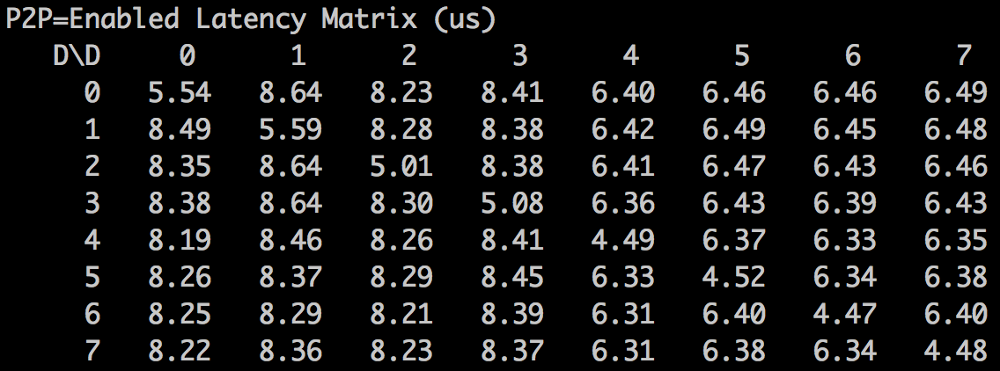 P2P=Enabled Latency Matrix (us)
D\D 0 1 2 3 4 5 6 7
0 5.54 8.64 8.23 8.41 6.40 6.46 6.46 6.49
1 8.49 5.59 8.28 8.38 6.42 6.49 6.45 6.48
2 8.35 8.64 5.01 8.38 6.41 6.47 6.43 6.46
3 8.38 8.64 8.30 5.08 6.36 6.43 6.39 6.43
4 8.19 8.46 8.26 8.41 4.49 6.37 6.33 6.35
5 8.26 8.37 8.29 8.45 6.33 4.52 6.34 6.38
6 8.25 8.29 8.21 8.39 6.31 6.40 4.47 6.40
7 8.22 8.36 8.23 8.37 6.31 6.38 6.34 4.48